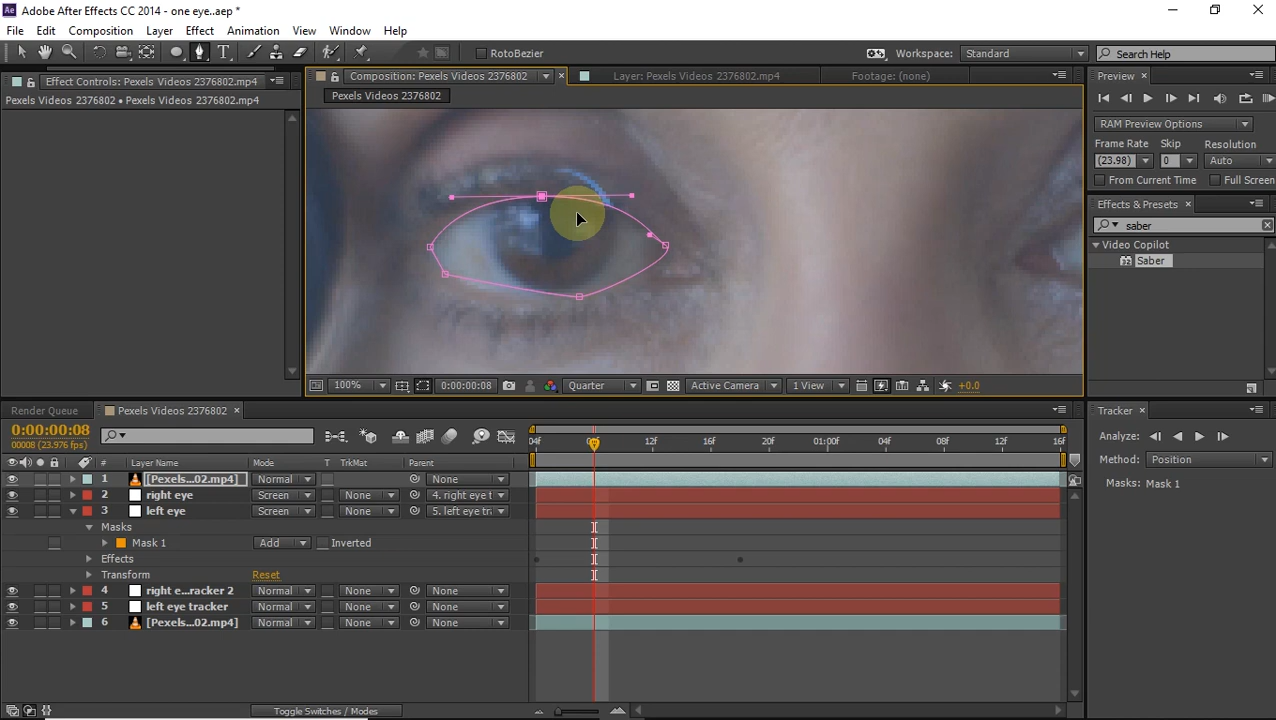 Ae Adobe After Effects CC 2014 - one eye..aep *
File Edit Composition Layer Effect Animation View Window Help
T RotoBezier Workspace: Standard Search Help
Effect Controls: Pexels Videos 2376802.mp4
Composition: Pexels Videos 2376802 Layer: Pexels Videos 2376802.mp4 Footage: (none)
Preview
Pexels Videos 2376802 • Pexels Videos 2376802.mp4
Pexels Videos 2376802
RAM Preview Options
Frame Rate Skip Resolution
(23.98) 0 Auto
From Current Time Full Screen
Effects & Presets
saber
Video Copilot
Saber
100% 0:00:00:08 Quarter Active Camera 1 View +0.0
Render Queue Pexels Videos 2376802
Tracker
0:00:00:08
00008 (23.976 fps)
04f 12f 16f 20f 01:00f 04f 08f 12f 16f
Analyze:
# Layer Name Mode T TrkMat Parent
Method: Position
1 [Pexels...02.mp4] Normal None
Masks: Mask 1
2 right eye Screen None 4. right eye t
3 left eye Screen None 5. left eye tra
Masks
Mask 1 Add Inverted
Effects
Transform Reset
4 right e...racker 2 Normal None None
5 left eye tracker Normal None None
6 [Pexels...02.mp4] Normal None None
Toggle Switches / Modes